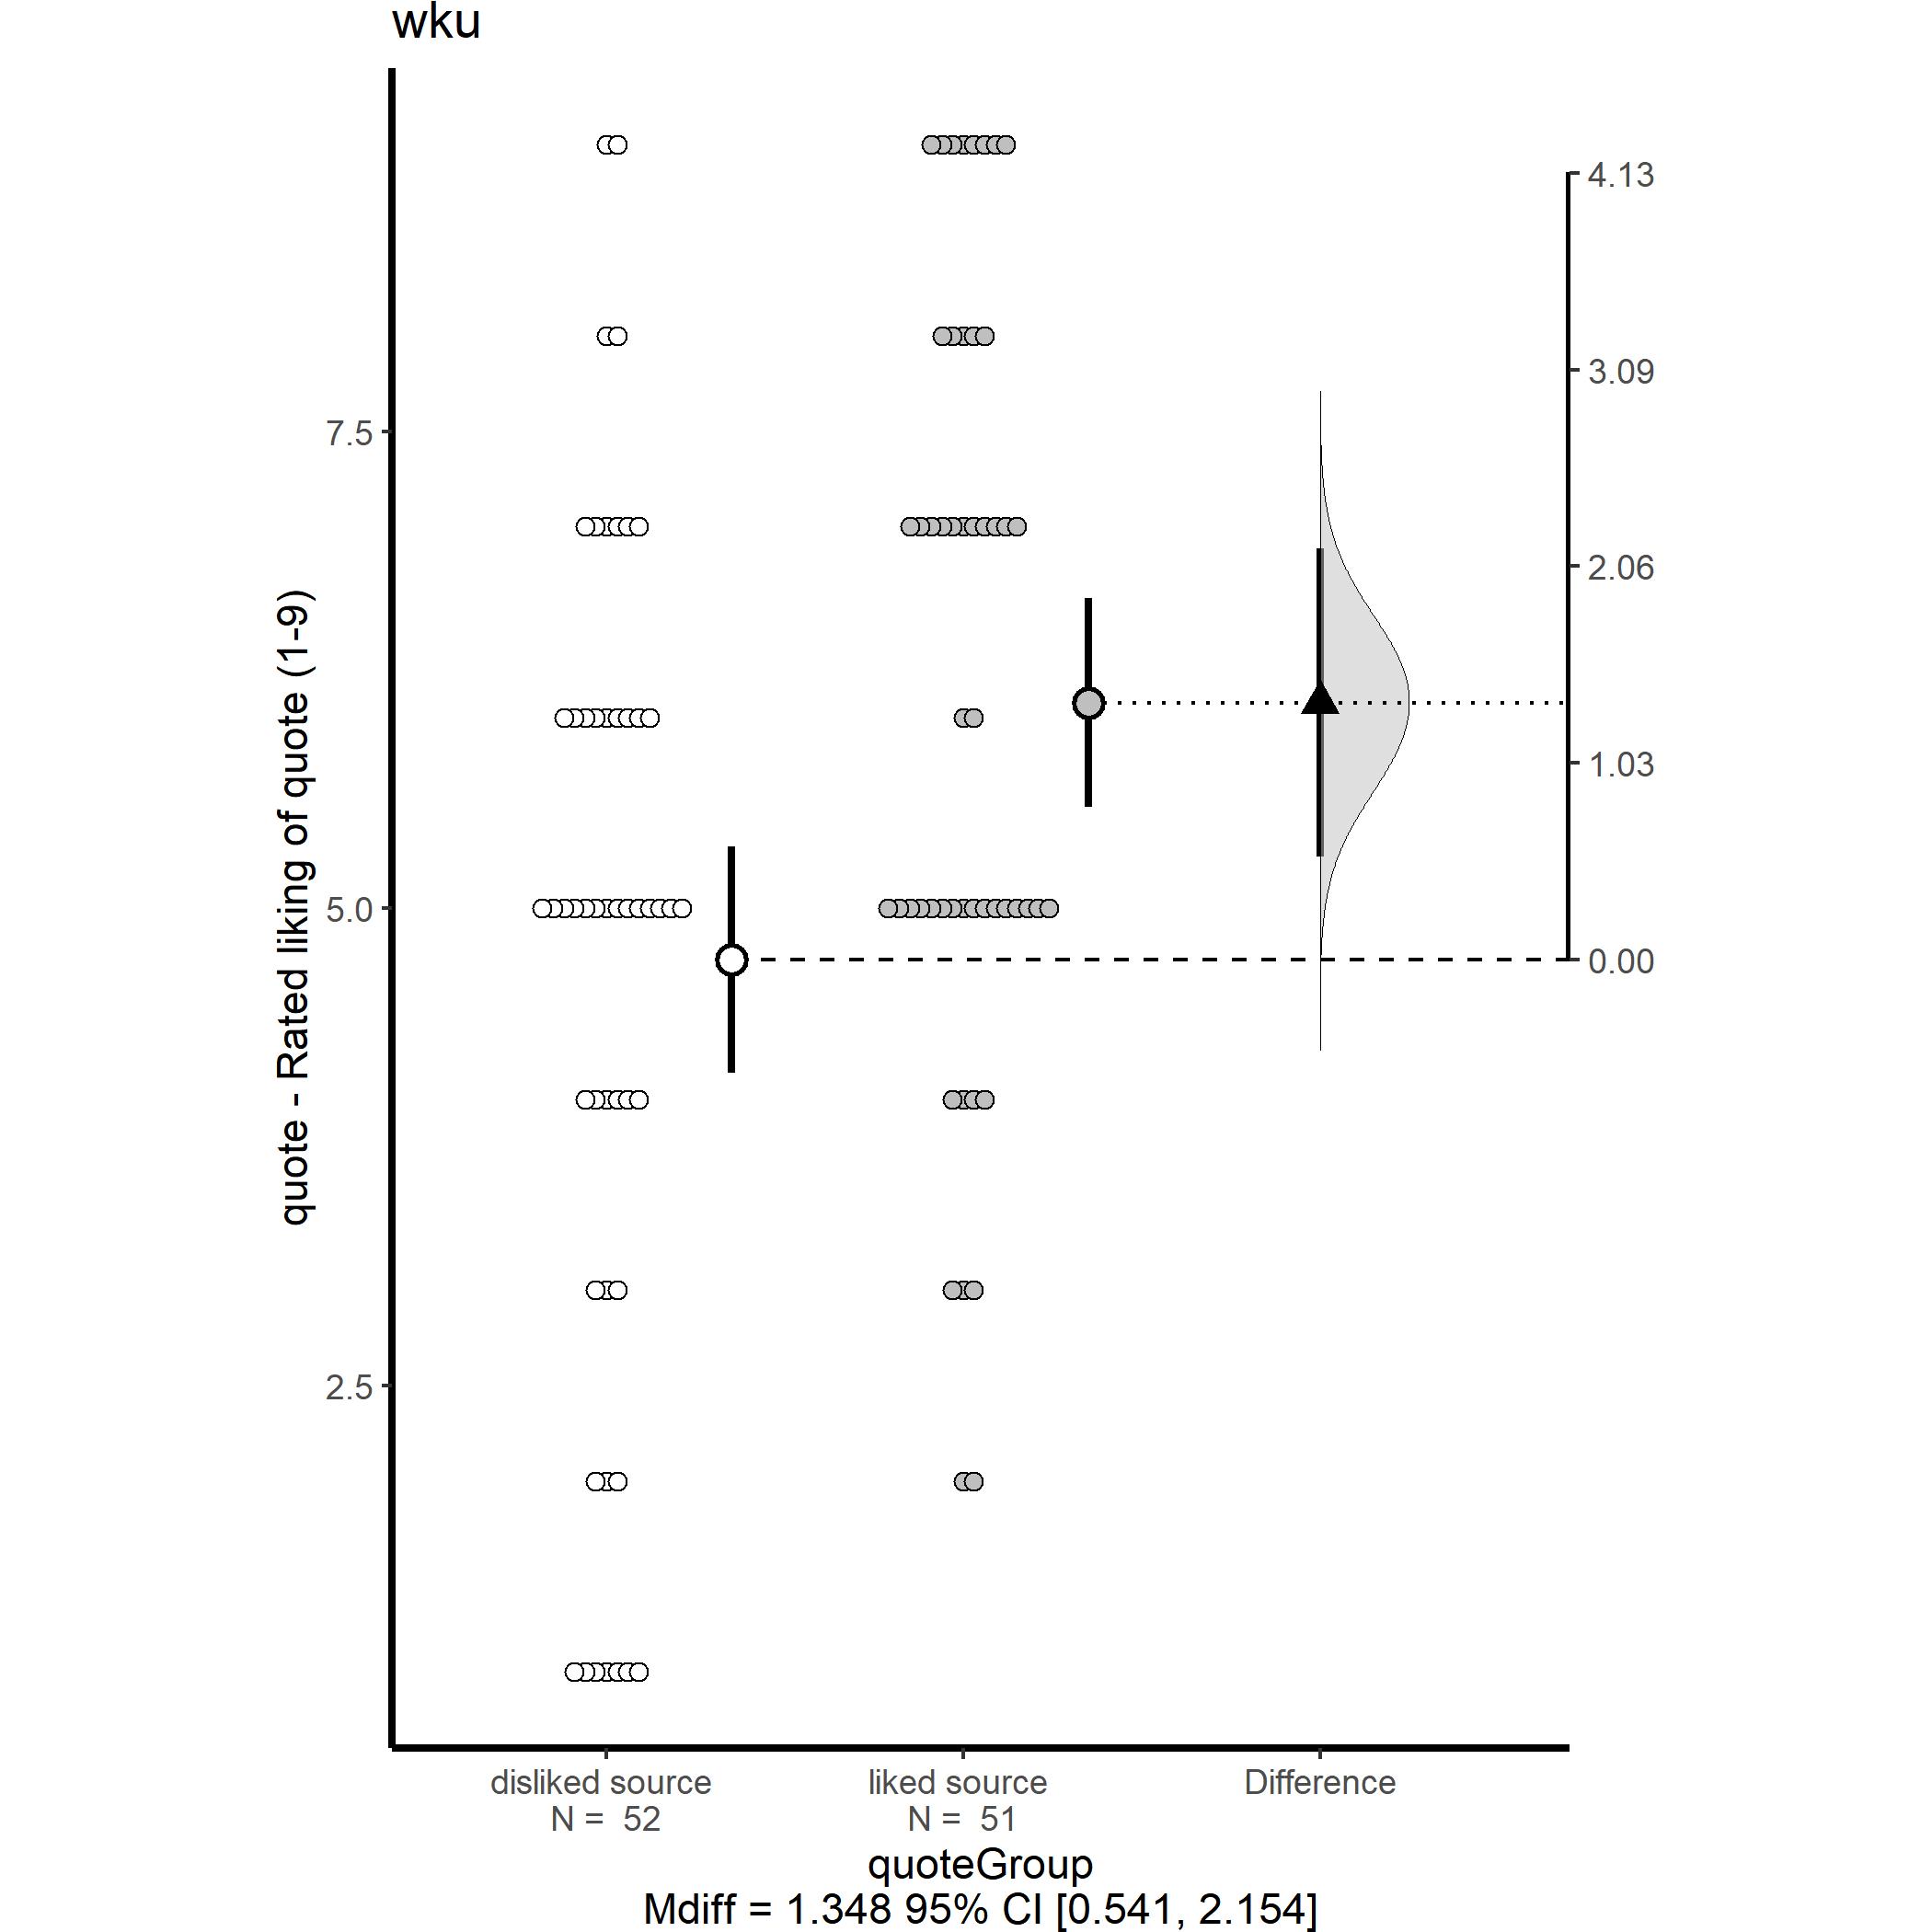 wku
quote - Rated liking of quote (1-9)
7.5
5.0
2.5
4.13
3.09
2.06
1.03
0.00
disliked source
N =  52
liked source
N =  51
Difference
quoteGroup
Mdiff = 1.348 95% CI [0.541, 2.154]